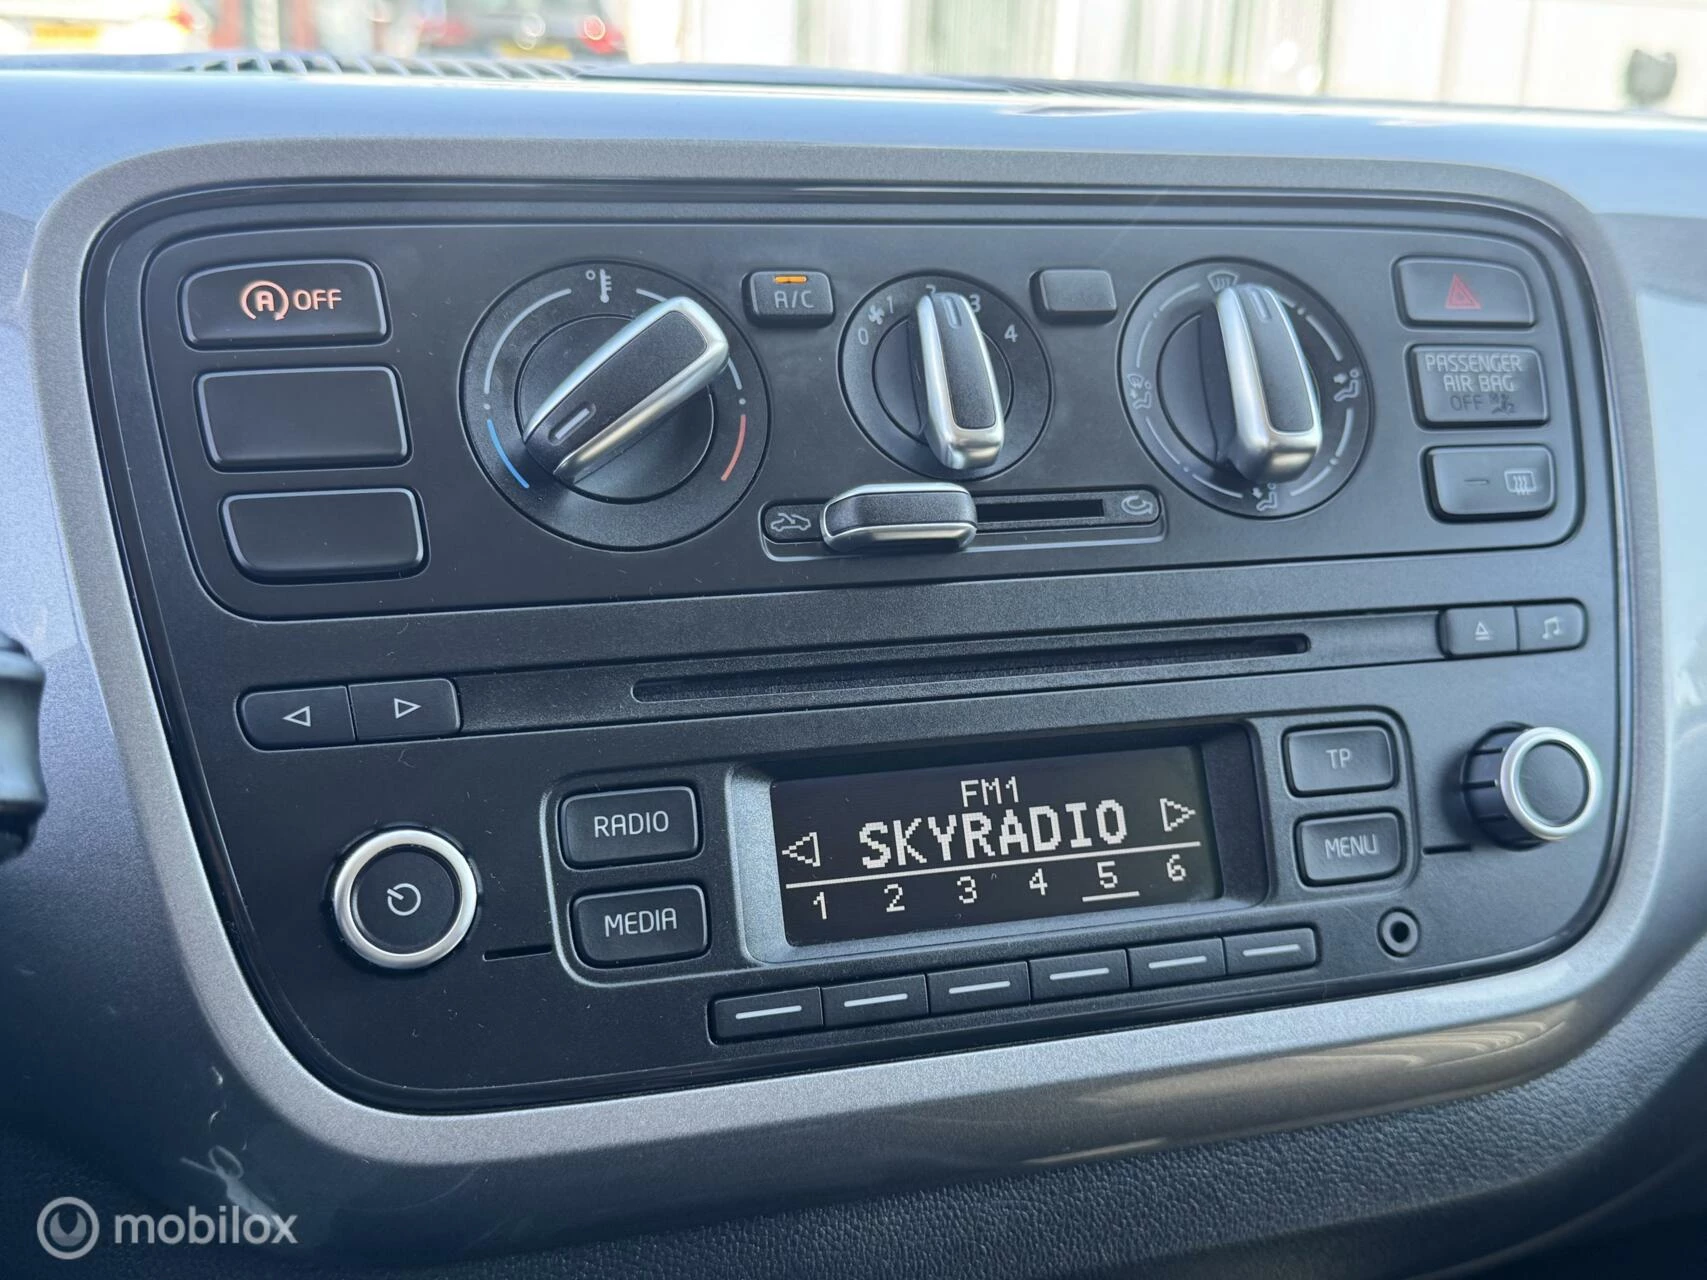 A OFF
A/C
0 1 2 3 4
PASSENGER
AIR BAG
OFF
RADIO
MEDIA
FM1
SKYRADIO
1 2 3 4 5 6
TP
MENU
mobilox